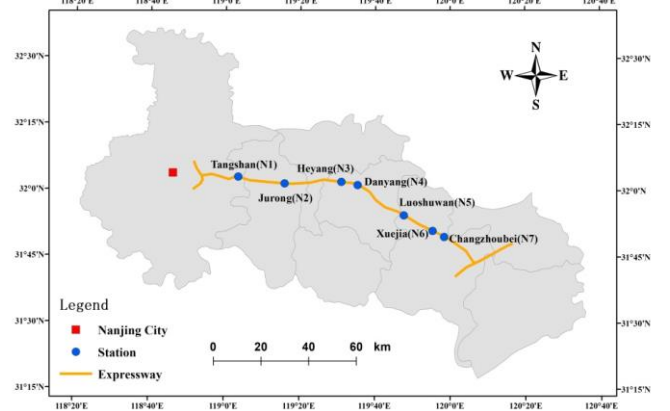 118°20'E 118°40'E 119°0'E 119°20'E 119°40'E 120°0'E 120°20'E
32°30'N 32°30'N
N
W E
S
32°15'N 32°15'N
Tangshan(N1) Heyang(N3)
Danyang(N4)
32°0'N 32°0'N
Jurong(N2)
Luoshuwan(N5)
Xuejia(N6) Changzhoubei(N7)
31°45'N 31°45'N
Legend
Nanjing City
31°30'N 31°30'N
Station
0 20 40 60 km
Expressway
31°15'N 31°15'N
118°20'E 118°40'E 119°0'E 119°20'E 119°40'E 120°0'E 120°20'E